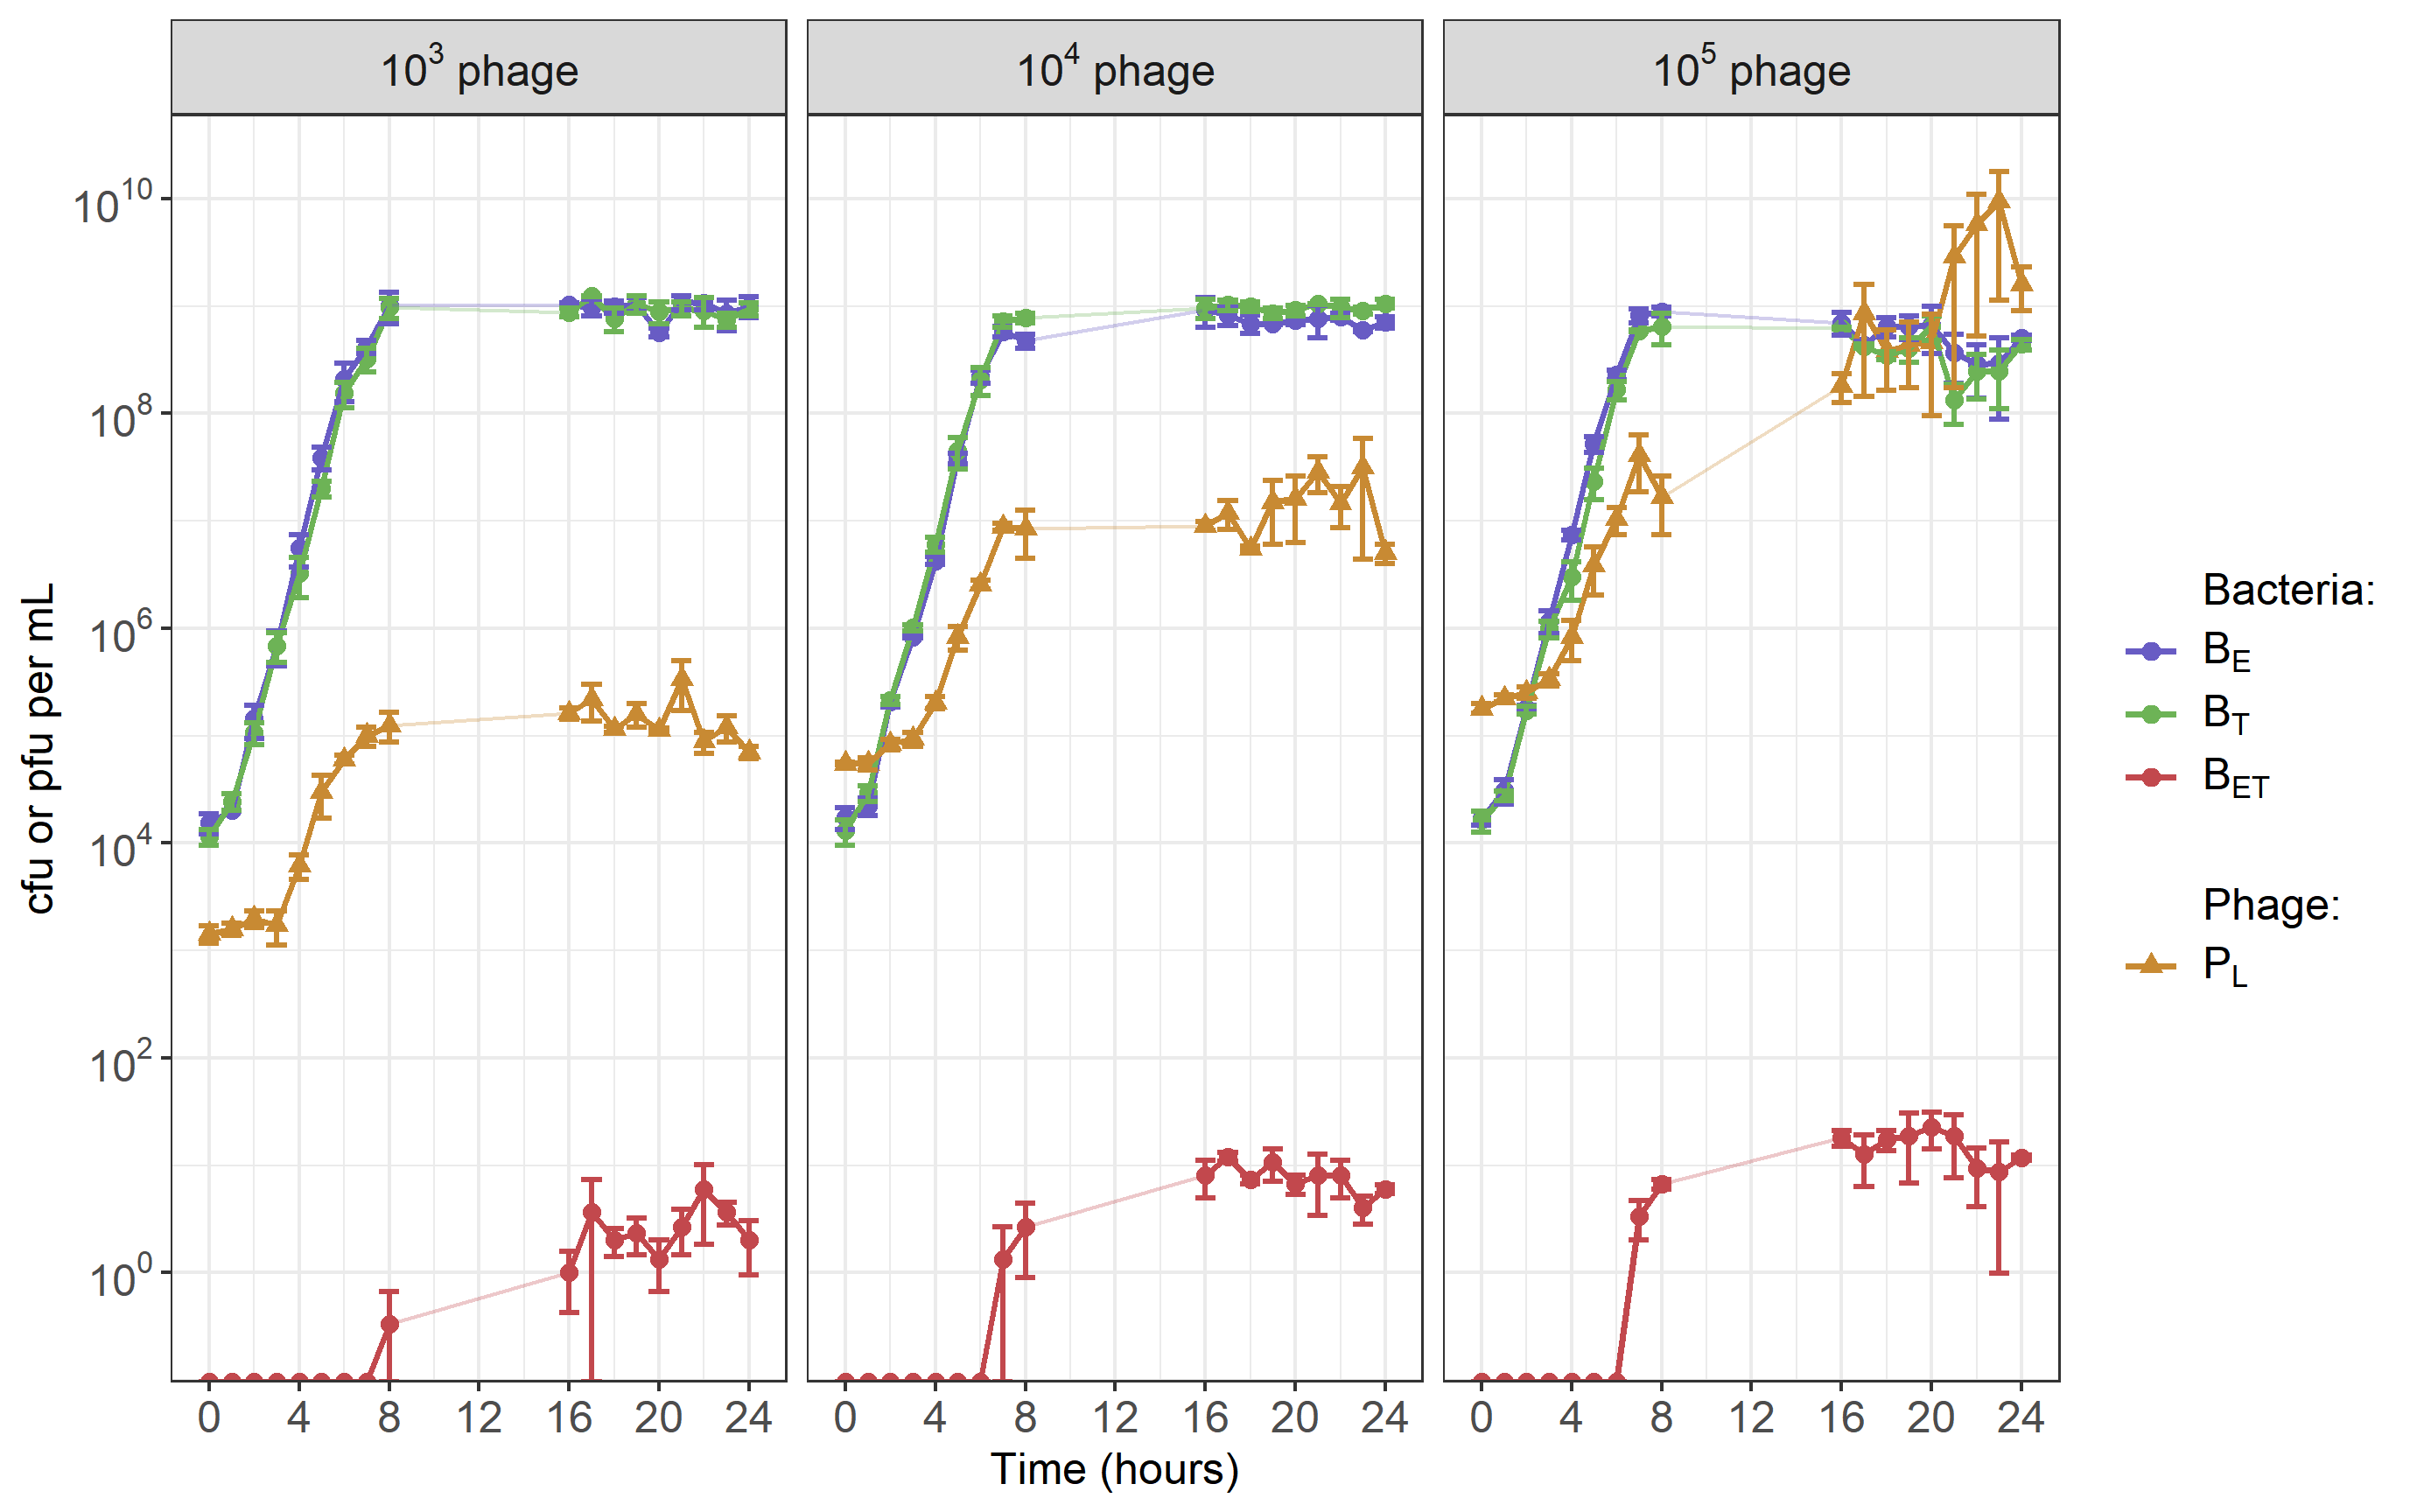 10³ phage 10⁴ phage 10⁵ phage
cfu or pfu per mL
10¹⁰
10⁸
10⁶
10⁴
10²
10⁰
0 4 8 12 16 20 24 0 4 8 12 16 20 24 0 4 8 12 16 20 24
Time (hours)
Bacteria:
B_E
B_T
B_ET
Phage:
P_L